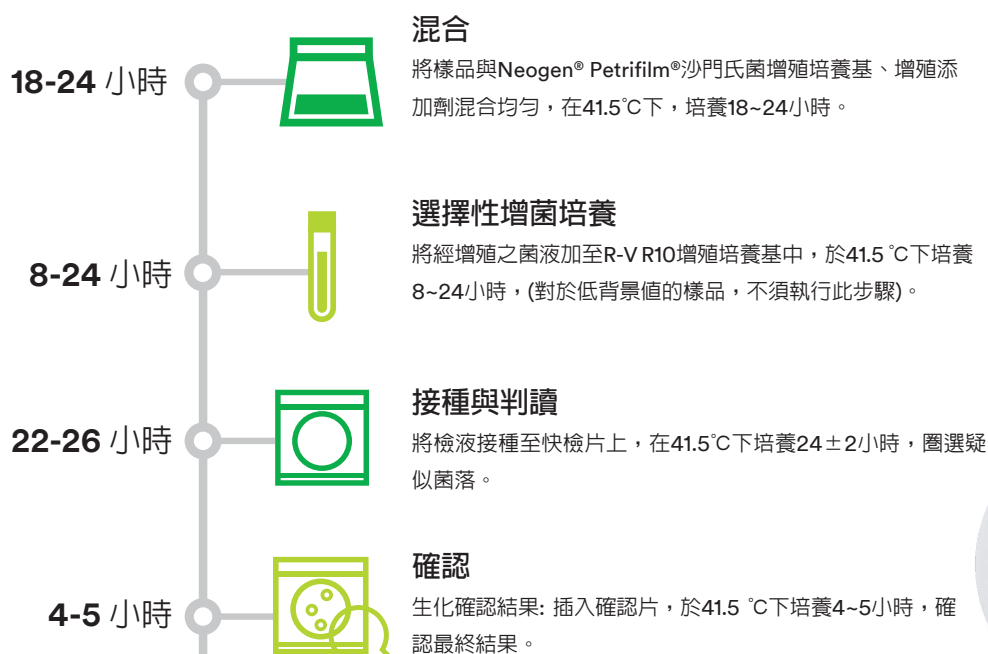 混合
18-24 小時
將樣品與Neogen® Petrifilm®沙門氏菌增殖培養基、增殖添
加劑混合均勻，在41.5℃下，培養18~24小時。
選擇性增菌培養
8-24 小時
將經增殖之菌液加至R-V R10增殖培養基中，於41.5 ℃下培養
8~24小時，(對於低背景值的樣品，不須執行此步驟)。
接種與判讀
22-26 小時
將檢液接種至快檢片上，在41.5℃下培養24±2小時，圈選疑
似菌落。
確認
4-5 小時
生化確認結果: 插入確認片，於41.5 ℃下培養4~5小時，確
認最終結果。